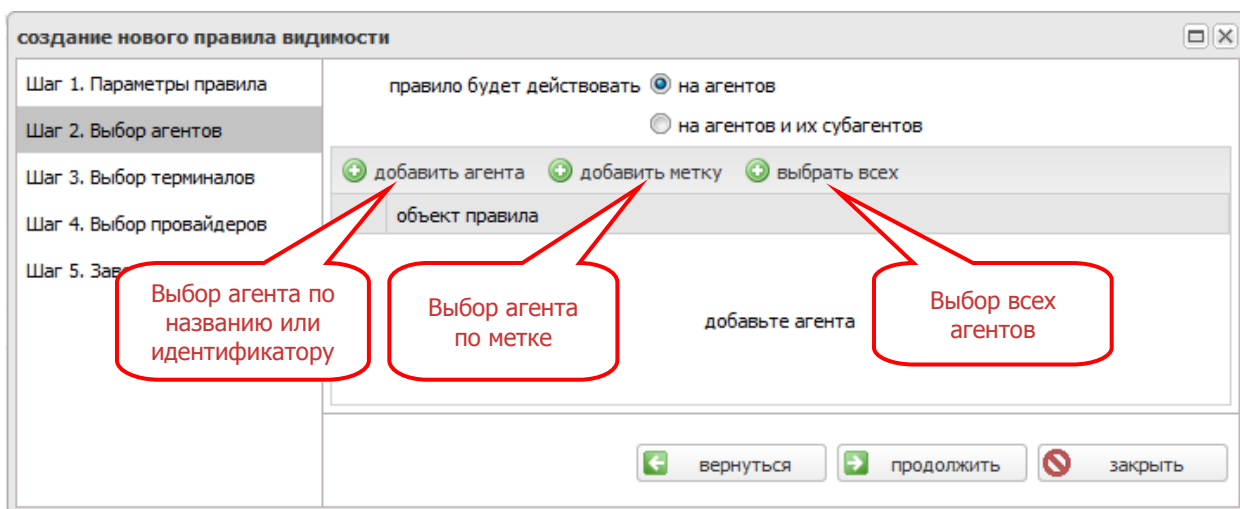 создание нового правила видимости
Шаг 1. Параметры правила
Шаг 2. Выбор агентов
Шаг 3. Выбор терминалов
Шаг 4. Выбор провайдеров
Шаг 5.
правило будет действовать на агентов
на агентов и их субагентов
добавить агента добавить метку выбрать всех
объект правила
Выбор агента по
названию или
идентификатору
Выбор агента
по метке
добавьте агента
Выбор всех
агентов
вернуться продолжить закрыть